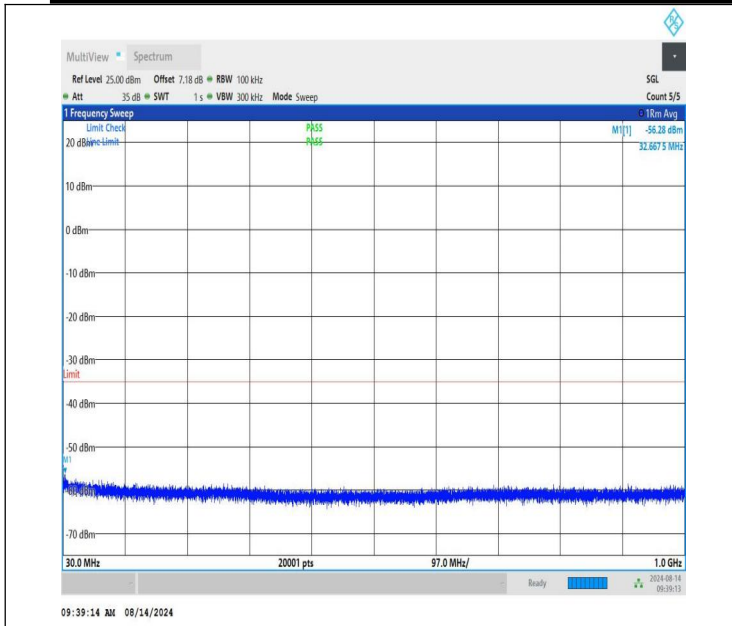 MultiView Spectrum
Ref Level 25.00 dBm Offset 7.18 dB RBW 100 kHz SGL
Att 35 dB SWT 1 s VBW 300 kHz Mode Sweep Count 5/5
1 Frequency Sweep 1Rm Avg
Limit Check PASS M1[1] -56.28 dBm
20 dBm Line Limit PASS 32.667 5 MHz
10 dBm
0 dBm
-10 dBm
-20 dBm
-30 dBm
Limit
-40 dBm
-50 dBm
M1
-60 dBm
-70 dBm
30.0 MHz 20001 pts 97.0 MHz/ 1.0 GHz
Ready 2024-08-14
09:39:13
09:39:14 AM 08/14/2024